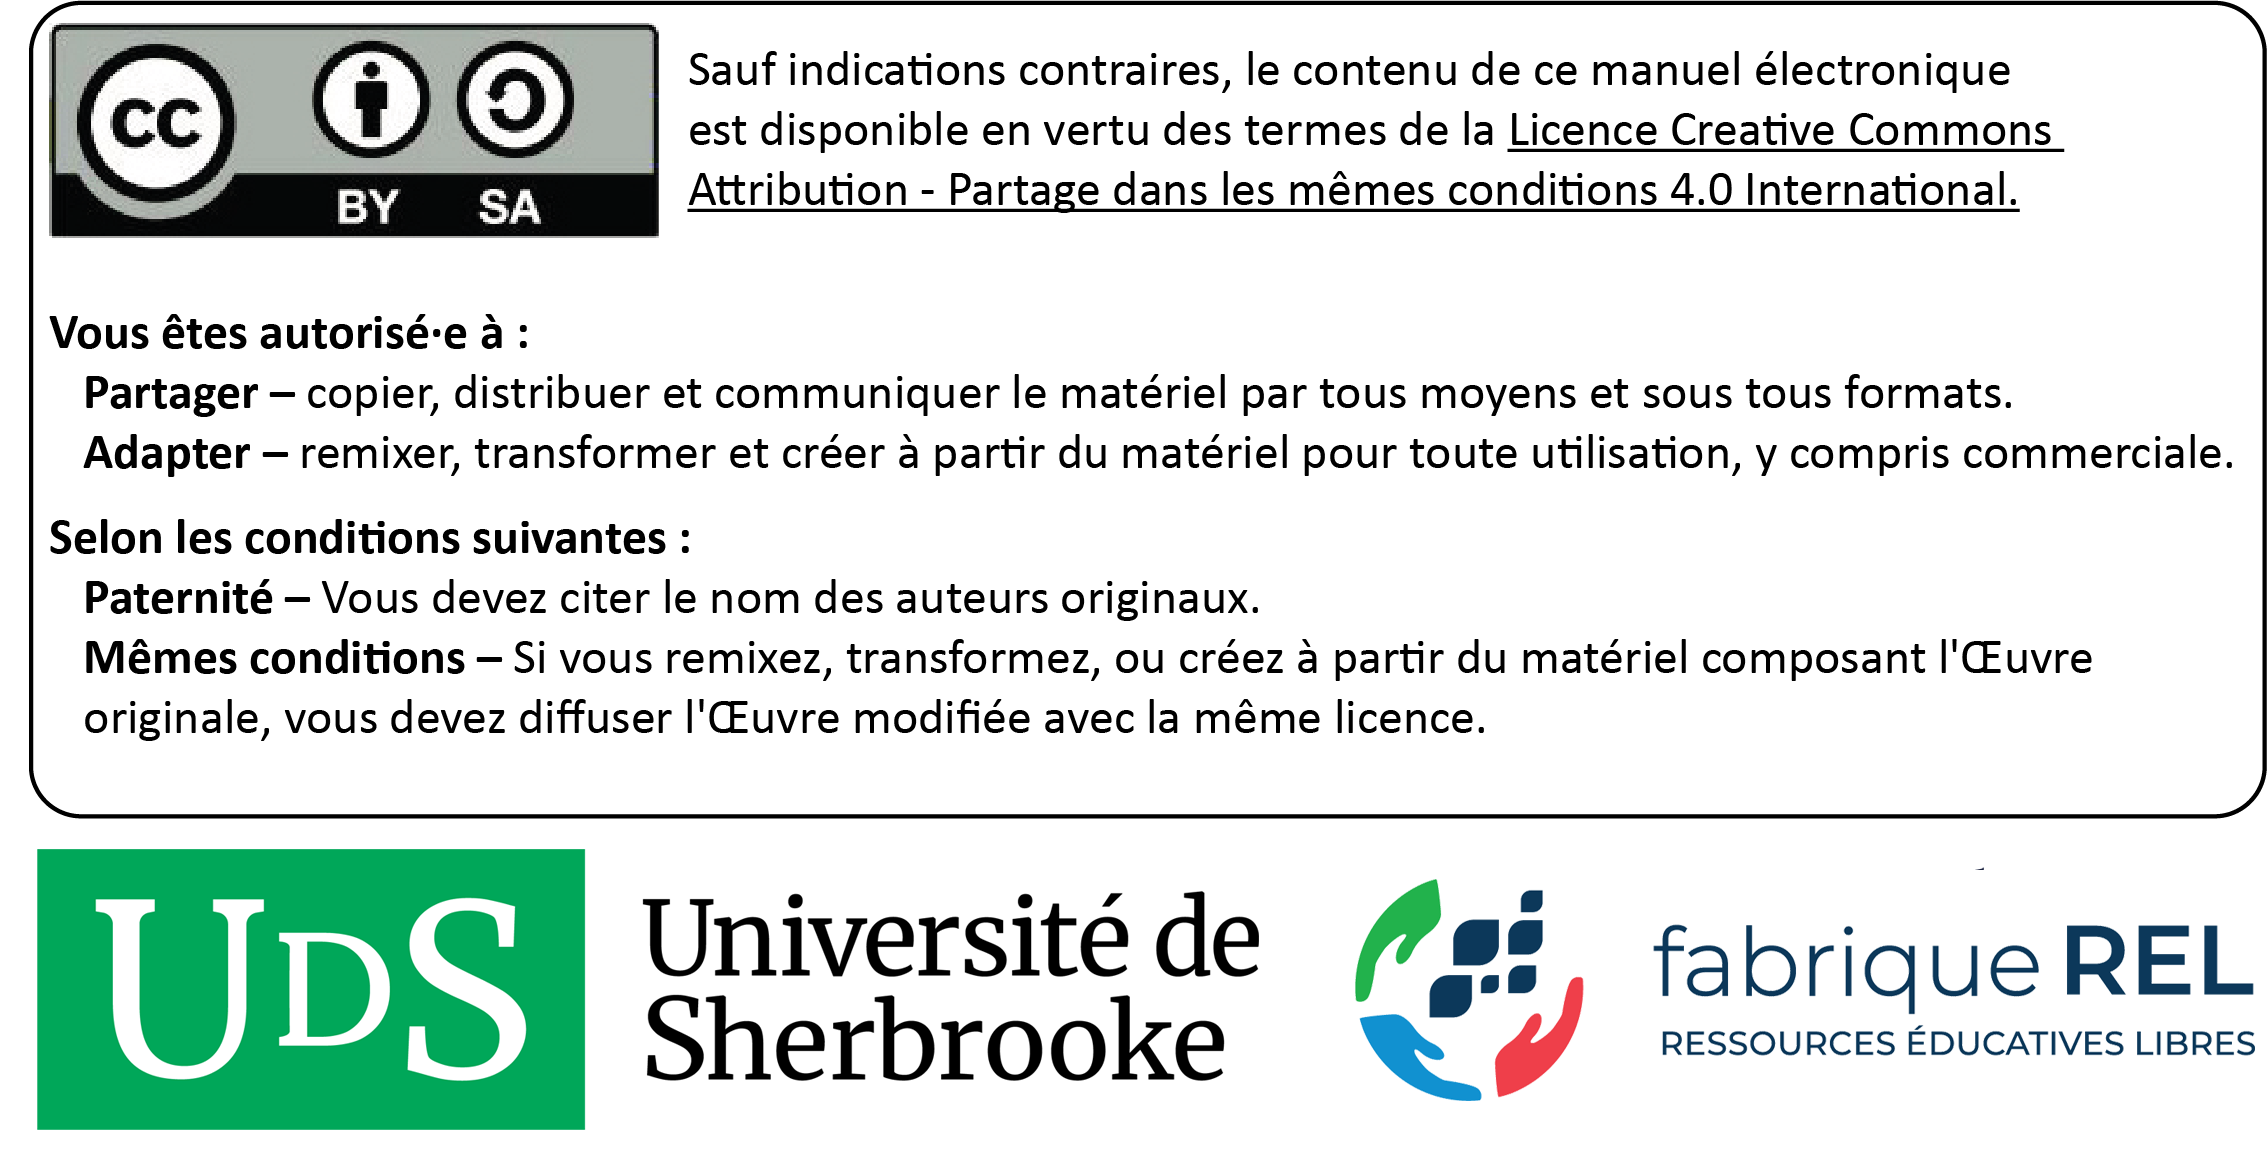 cc
BY SA
Sauf indications contraires, le contenu de ce manuel électronique
est disponible en vertu des termes de la Licence Creative Commons
Attribution - Partage dans les mêmes conditions 4.0 International.
Vous êtes autorisé·e à :
Partager – copier, distribuer et communiquer le matériel par tous moyens et sous tous formats.
Adapter – remixer, transformer et créer à partir du matériel pour toute utilisation, y compris commerciale.
Selon les conditions suivantes :
Paternité – Vous devez citer le nom des auteurs originaux.
Mêmes conditions – Si vous remixez, transformez, ou créez à partir du matériel composant l'Œuvre
originale, vous devez diffuser l'Œuvre modifiée avec la même licence.
UDS
Université de
Sherbrooke
fabrique REL
RESSOURCES ÉDUCATIVES LIBRES